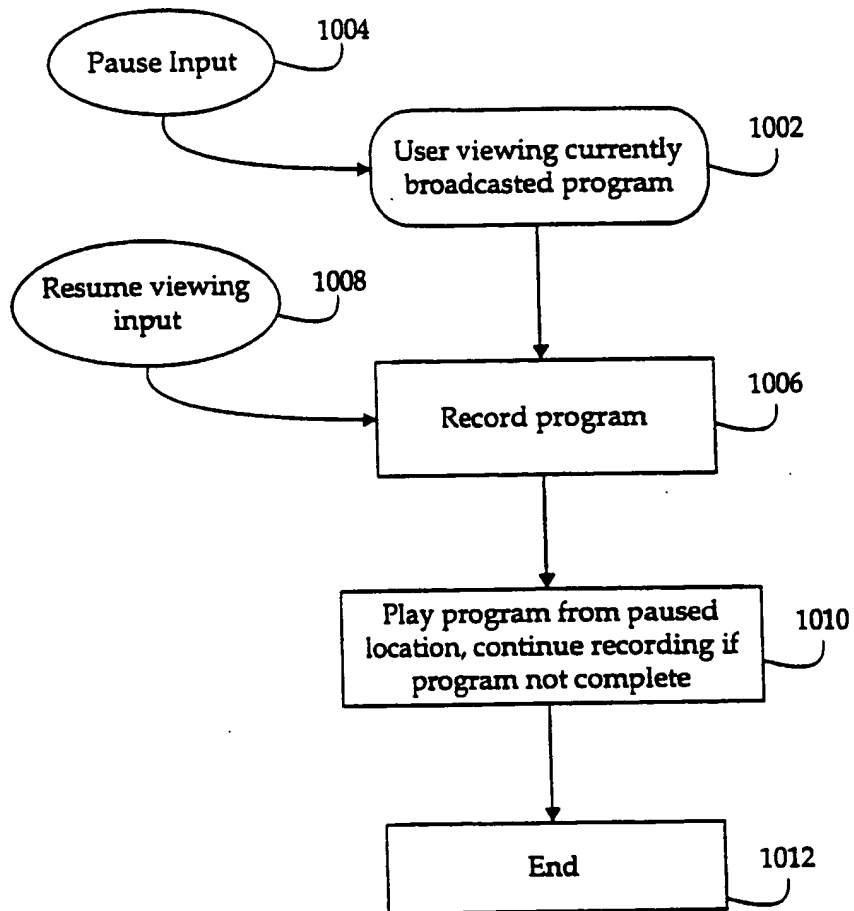 1004
Pause Input
1002
User viewing currently
broadcasted program
1008
Resume viewing
input
1006
Record program
1010
Play program from paused
location, continue recording if
program not complete
End
1012